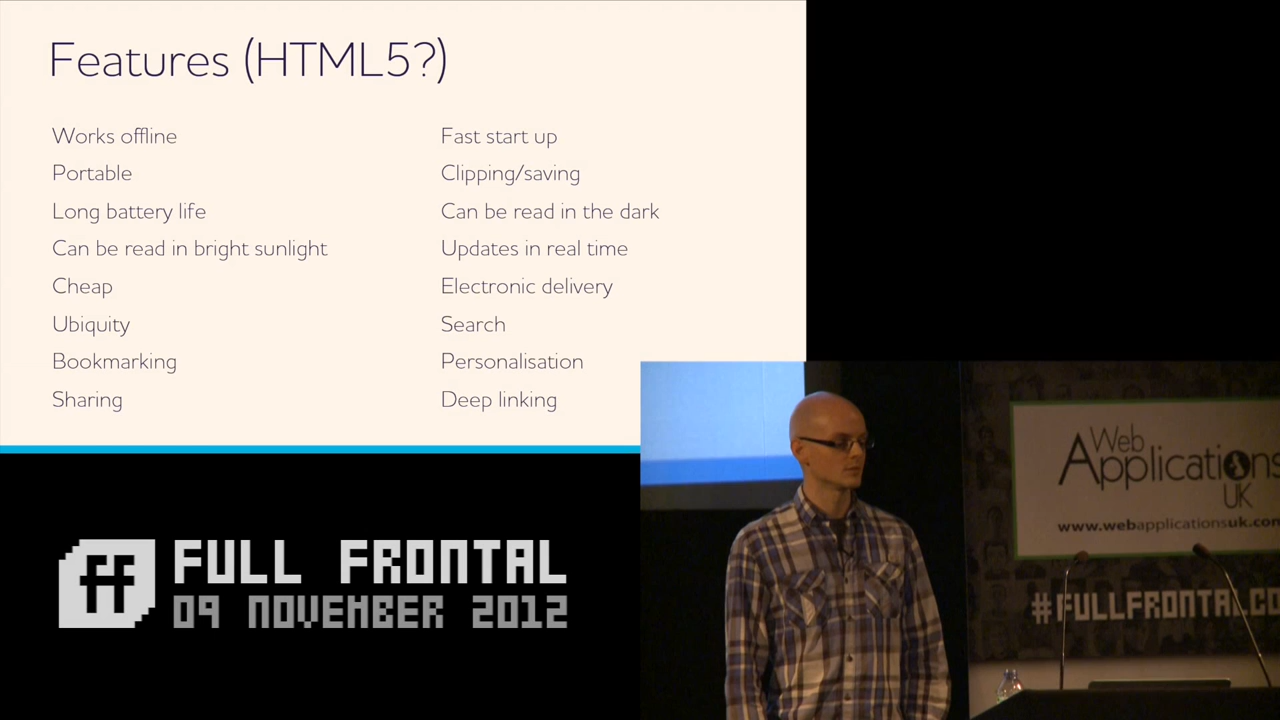 Features (HTML5?)
Works offline
Portable
Long battery life
Can be read in bright sunlight
Cheap
Ubiquity
Bookmarking
Sharing
Fast start up
Clipping/saving
Can be read in the dark
Updates in real time
Electronic delivery
Search
Personalisation
Deep linking
ff
FULL FRONTAL
09 NOVEMBER 2012
Web
Applications
UK
www.webapplicationsuk.com
#FULLFRONTALCO